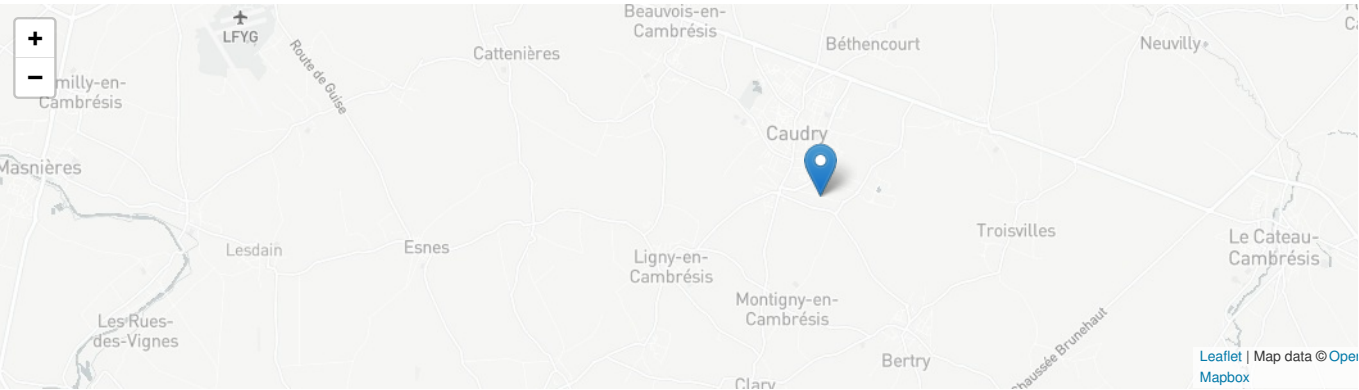 +
−
LFYG
Route de Guise
Cattenières
Beauvois-en-
Cambrésis
Béthencourt
Neuvilly
milly-en-
Cambrésis
Caudry
Masnières
Lesdain
Esnes
Ligny-en-
Cambrésis
Troisvilles
Le Cateau-
Cambrésis
Montigny-en-
Cambrésis
Les Rues-
des-Vignes
Bertry
Chaussée Brunehaut
Clary
Leaflet | Map data © Open
Mapbox